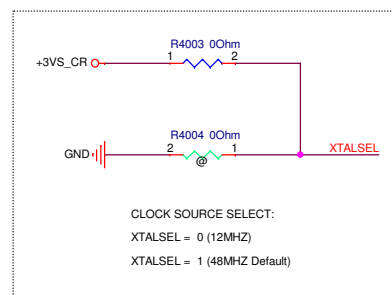 R4003 0Ohm
+3VS_CR 1 2
R4004 0Ohm
GND 2 1 XTALSEL
@
CLOCK SOURCE SELECT:
XTALSEL = 0 (12MHZ)
XTALSEL = 1 (48MHZ Default)